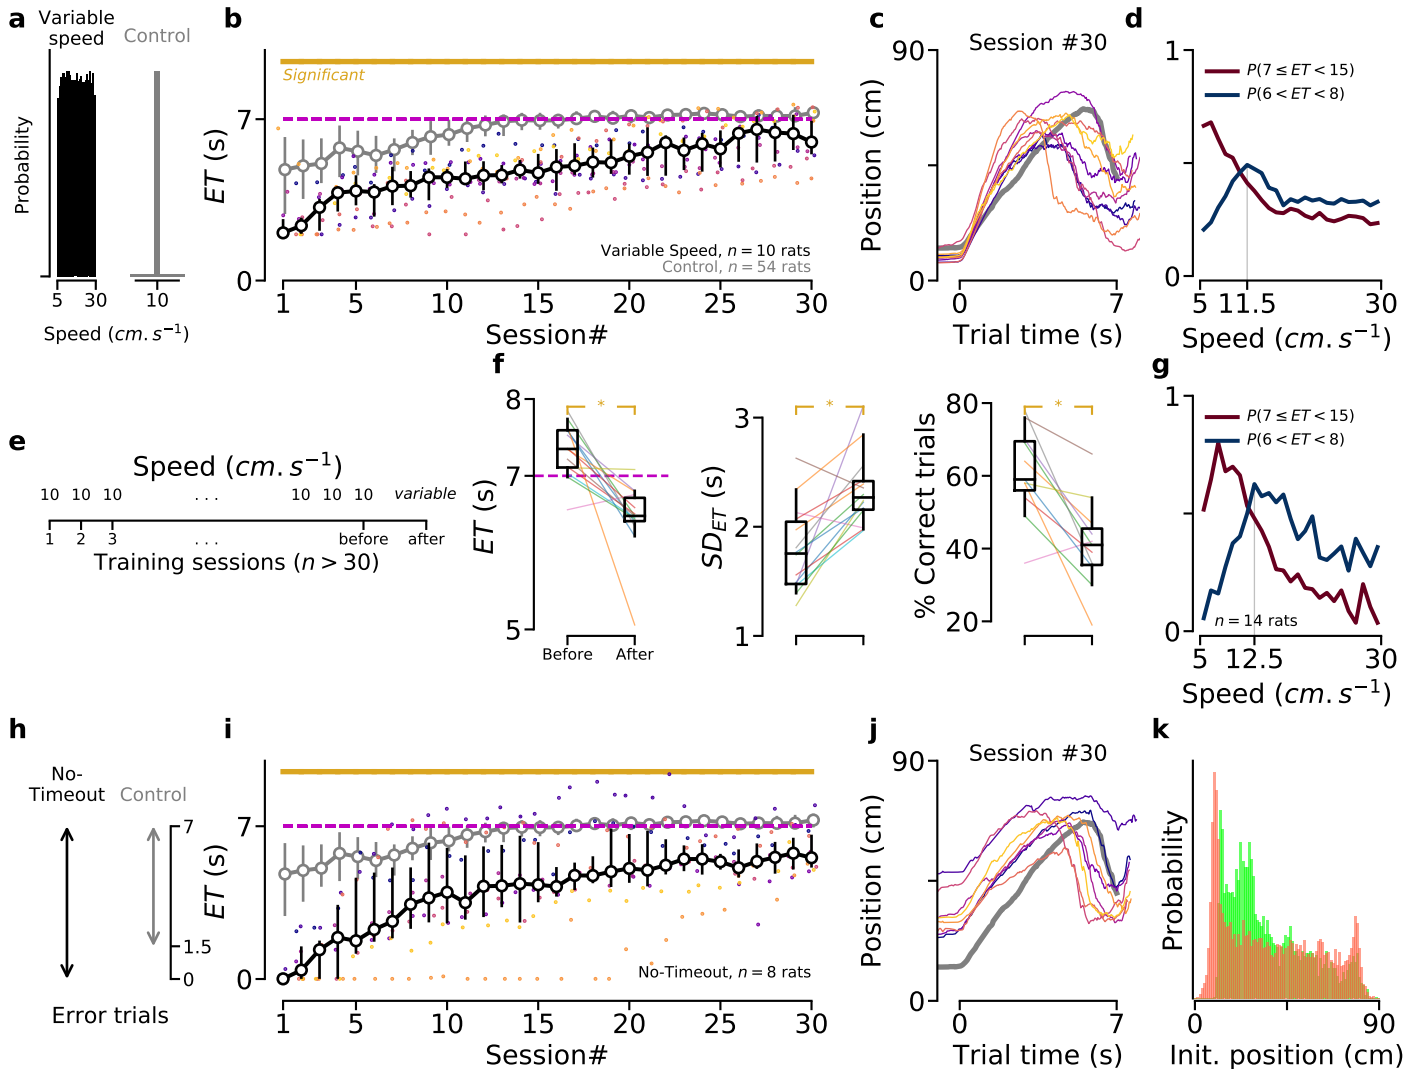 a
Variable
speed
Control
Probability
5
30
10
Speed (cm.s⁻¹)
b
Significant
7
0
ET (s)
Variable Speed, n = 10 rats
Control, n = 54 rats
1
5
10
15
20
25
30
Session#
c
Session #30
90
0
Position (cm)
0
7
Trial time (s)
d
1
0
P(7 ≤ ET < 15)
P(6 < ET < 8)
5
11.5
30
Speed (cm.s⁻¹)
e
Speed (cm.s⁻¹)
10 10 10 ... 10 10 10 variable
1 2 3 ... before after
Training sessions (n > 30)
f
8
7
5
ET (s)
*
Before
After
3
2
1
SD_ET (s)
*
80
60
40
20
% Correct trials
*
g
1
0
P(7 ≤ ET < 15)
P(6 < ET < 8)
n = 14 rats
5
12.5
30
Speed (cm.s⁻¹)
h
No-
Timeout
Control
7
1.5
0
Error trials
i
7
0
ET (s)
No-Timeout, n = 8 rats
1
5
10
15
20
25
30
Session#
j
Session #30
90
0
Position (cm)
0
7
Trial time (s)
k
Probability
0
90
Init. position (cm)